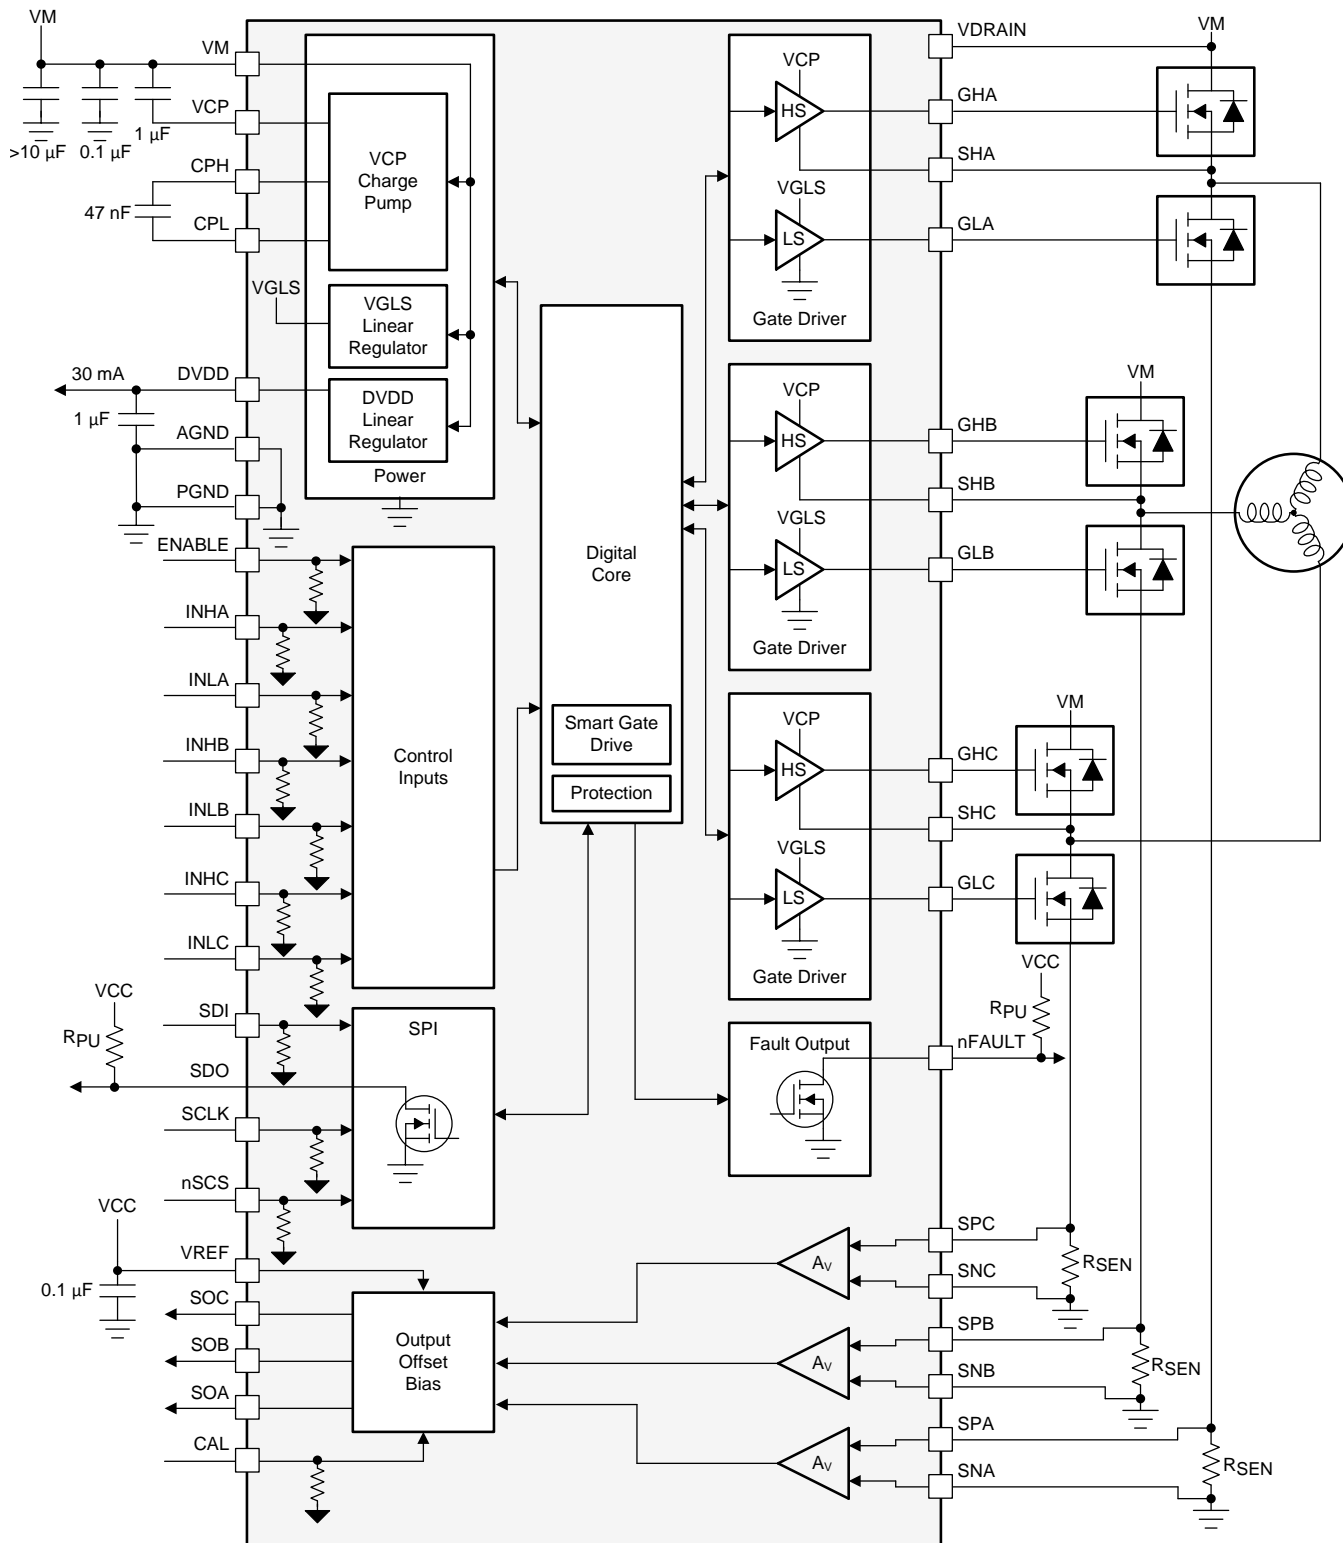 VM
VM
VCP
>10 µF
0.1 µF
1 µF
CPH
47 nF
CPL
VCP
Charge
Pump
VGLS
VGLS
Linear
Regulator
30 mA
DVDD
1 µF
DVDD
Linear
Regulator
AGND
PGND
Power
ENABLE
INHA
INLA
INHB
INLB
INHC
INLC
Control
Inputs
Digital
Core
Smart Gate
Drive
Protection
VCC
RPU
SDI
SDO
SCLK
nSCS
SPI
VCC
VREF
0.1 µF
SOC
SOB
SOA
CAL
Output
Offset
Bias
VCP
HS
VGLS
LS
Gate Driver
VCP
HS
VGLS
LS
Gate Driver
VCP
HS
VGLS
LS
Gate Driver
Fault Output
AV
AV
AV
VDRAIN
VM
GHA
SHA
GLA
VM
GHB
SHB
GLB
VM
GHC
SHC
GLC
VCC
RPU
nFAULT
SPC
SNC
RSEN
SPB
SNB
RSEN
SPA
SNA
RSEN